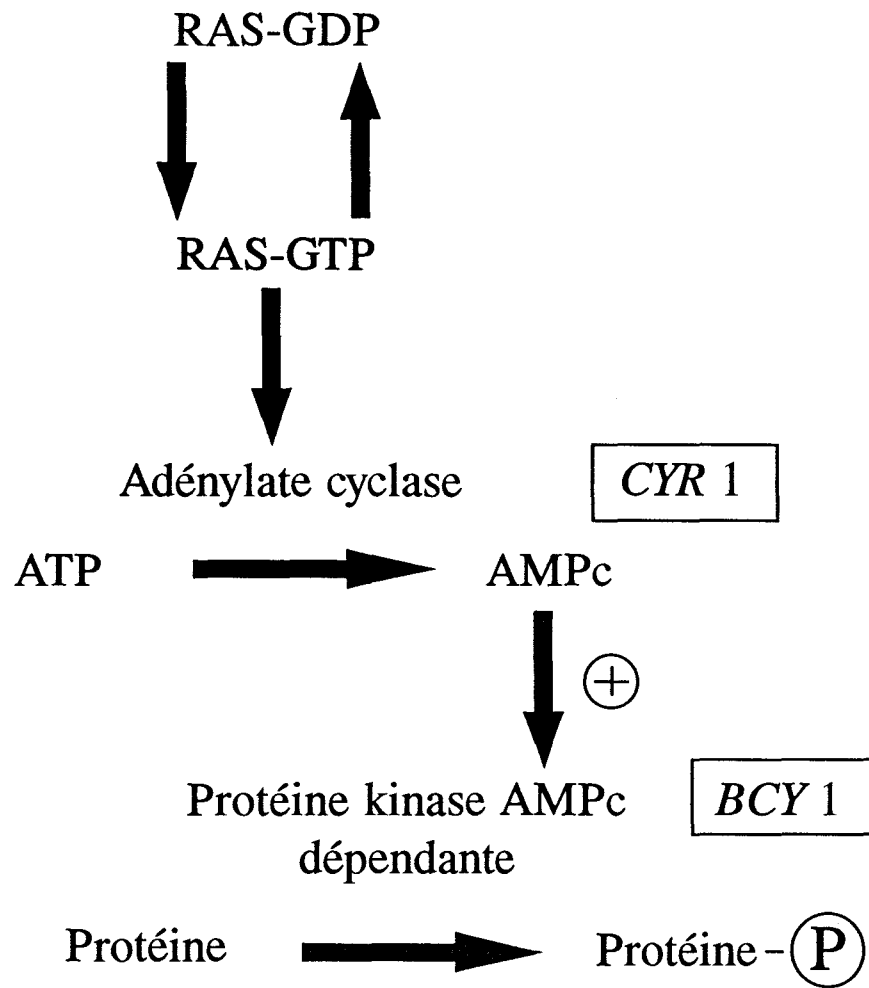 RAS-GDP
RAS-GTP
Adénylate cyclase CYR 1
ATP AMPc
+
Protéine kinase AMPc BCY 1
dépendante
Protéine Protéine - P